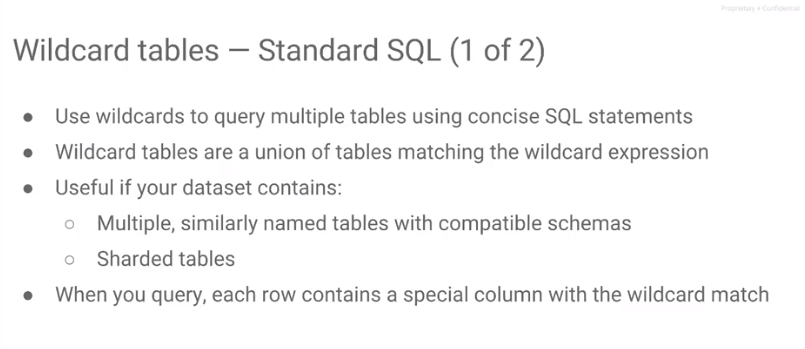 Proprietary + Confidential
Wildcard tables — Standard SQL (1 of 2)
● Use wildcards to query multiple tables using concise SQL statements
● Wildcard tables are a union of tables matching the wildcard expression
● Useful if your dataset contains:
○ Multiple, similarly named tables with compatible schemas
○ Sharded tables
● When you query, each row contains a special column with the wildcard match